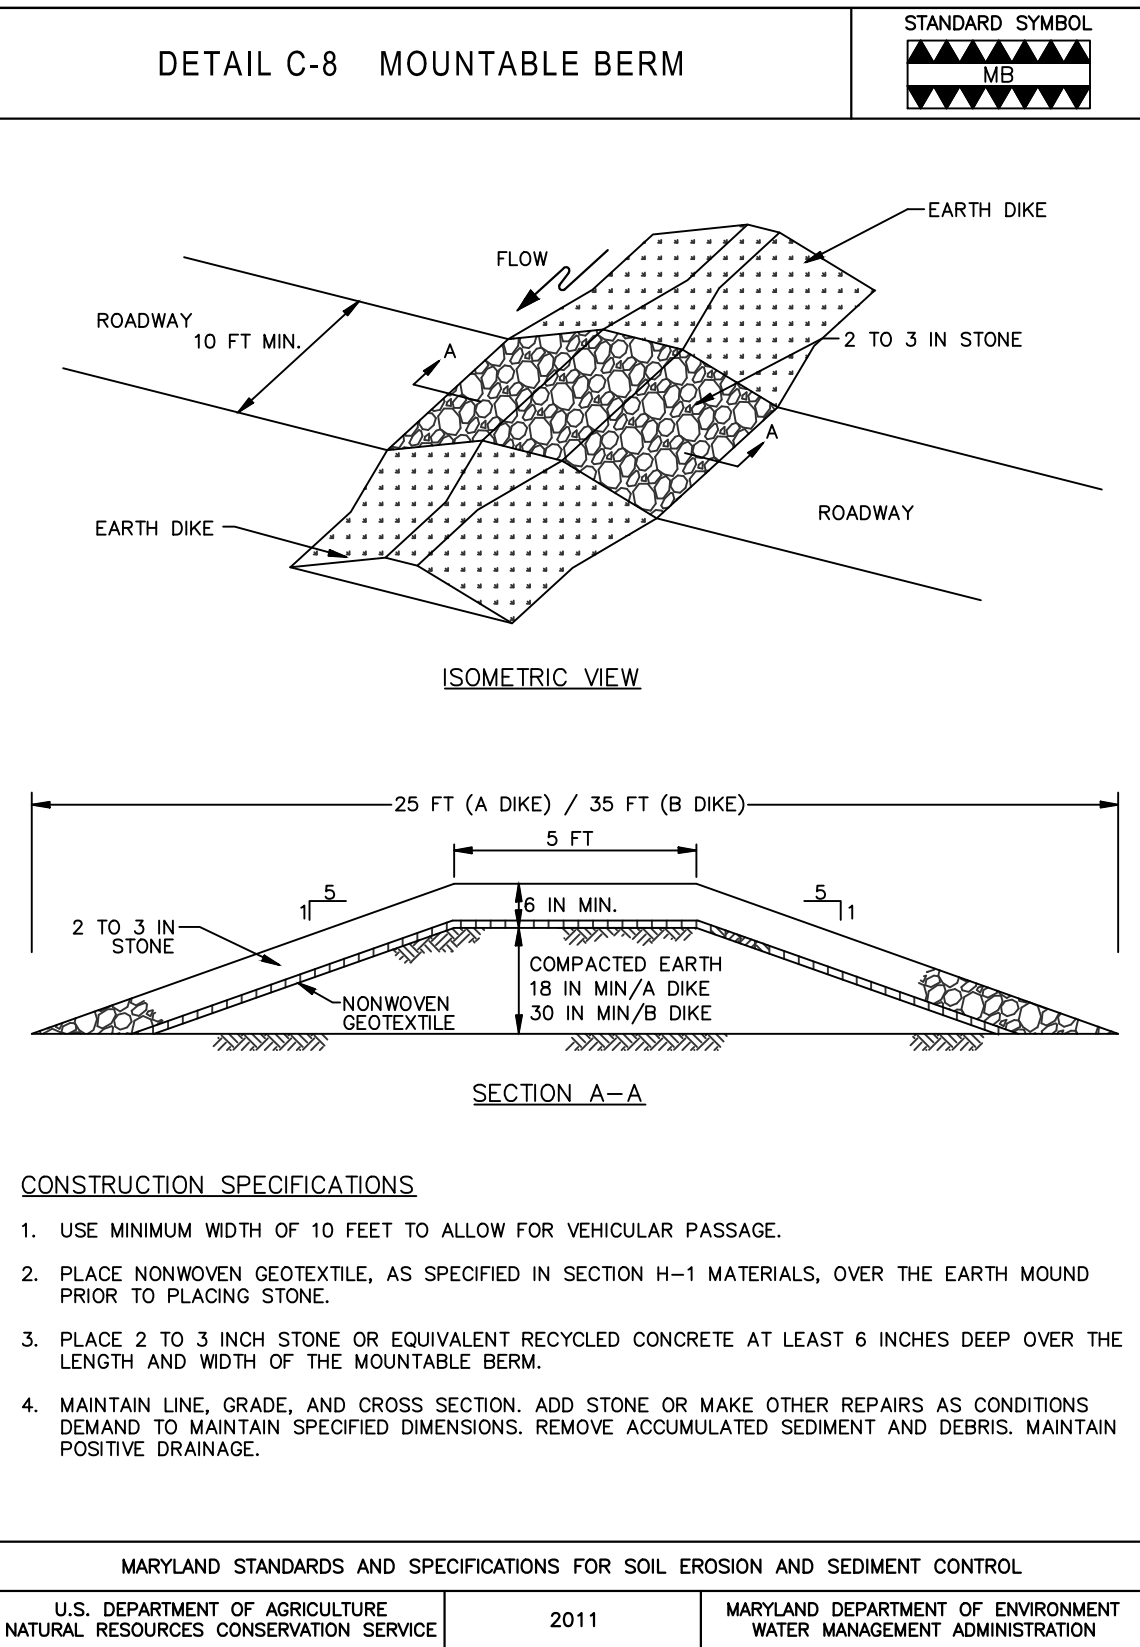 DETAIL C-8 MOUNTABLE BERM
STANDARD SYMBOL
MB
EARTH DIKE
FLOW
ROADWAY
10 FT MIN.
A
2 TO 3 IN STONE
A
ROADWAY
EARTH DIKE
ISOMETRIC VIEW
25 FT (A DIKE) / 35 FT (B DIKE)
5 FT
5
1
5
1
6 IN MIN.
2 TO 3 IN
STONE
COMPACTED EARTH
18 IN MIN/A DIKE
30 IN MIN/B DIKE
NONWOVEN
GEOTEXTILE
SECTION A-A
CONSTRUCTION SPECIFICATIONS
1. USE MINIMUM WIDTH OF 10 FEET TO ALLOW FOR VEHICULAR PASSAGE.
2. PLACE NONWOVEN GEOTEXTILE, AS SPECIFIED IN SECTION H-1 MATERIALS, OVER THE EARTH MOUND
PRIOR TO PLACING STONE.
3. PLACE 2 TO 3 INCH STONE OR EQUIVALENT RECYCLED CONCRETE AT LEAST 6 INCHES DEEP OVER THE
LENGTH AND WIDTH OF THE MOUNTABLE BERM.
4. MAINTAIN LINE, GRADE, AND CROSS SECTION. ADD STONE OR MAKE OTHER REPAIRS AS CONDITIONS
DEMAND TO MAINTAIN SPECIFIED DIMENSIONS. REMOVE ACCUMULATED SEDIMENT AND DEBRIS. MAINTAIN
POSITIVE DRAINAGE.
MARYLAND STANDARDS AND SPECIFICATIONS FOR SOIL EROSION AND SEDIMENT CONTROL
U.S. DEPARTMENT OF AGRICULTURE
NATURAL RESOURCES CONSERVATION SERVICE
2011
MARYLAND DEPARTMENT OF ENVIRONMENT
WATER MANAGEMENT ADMINISTRATION